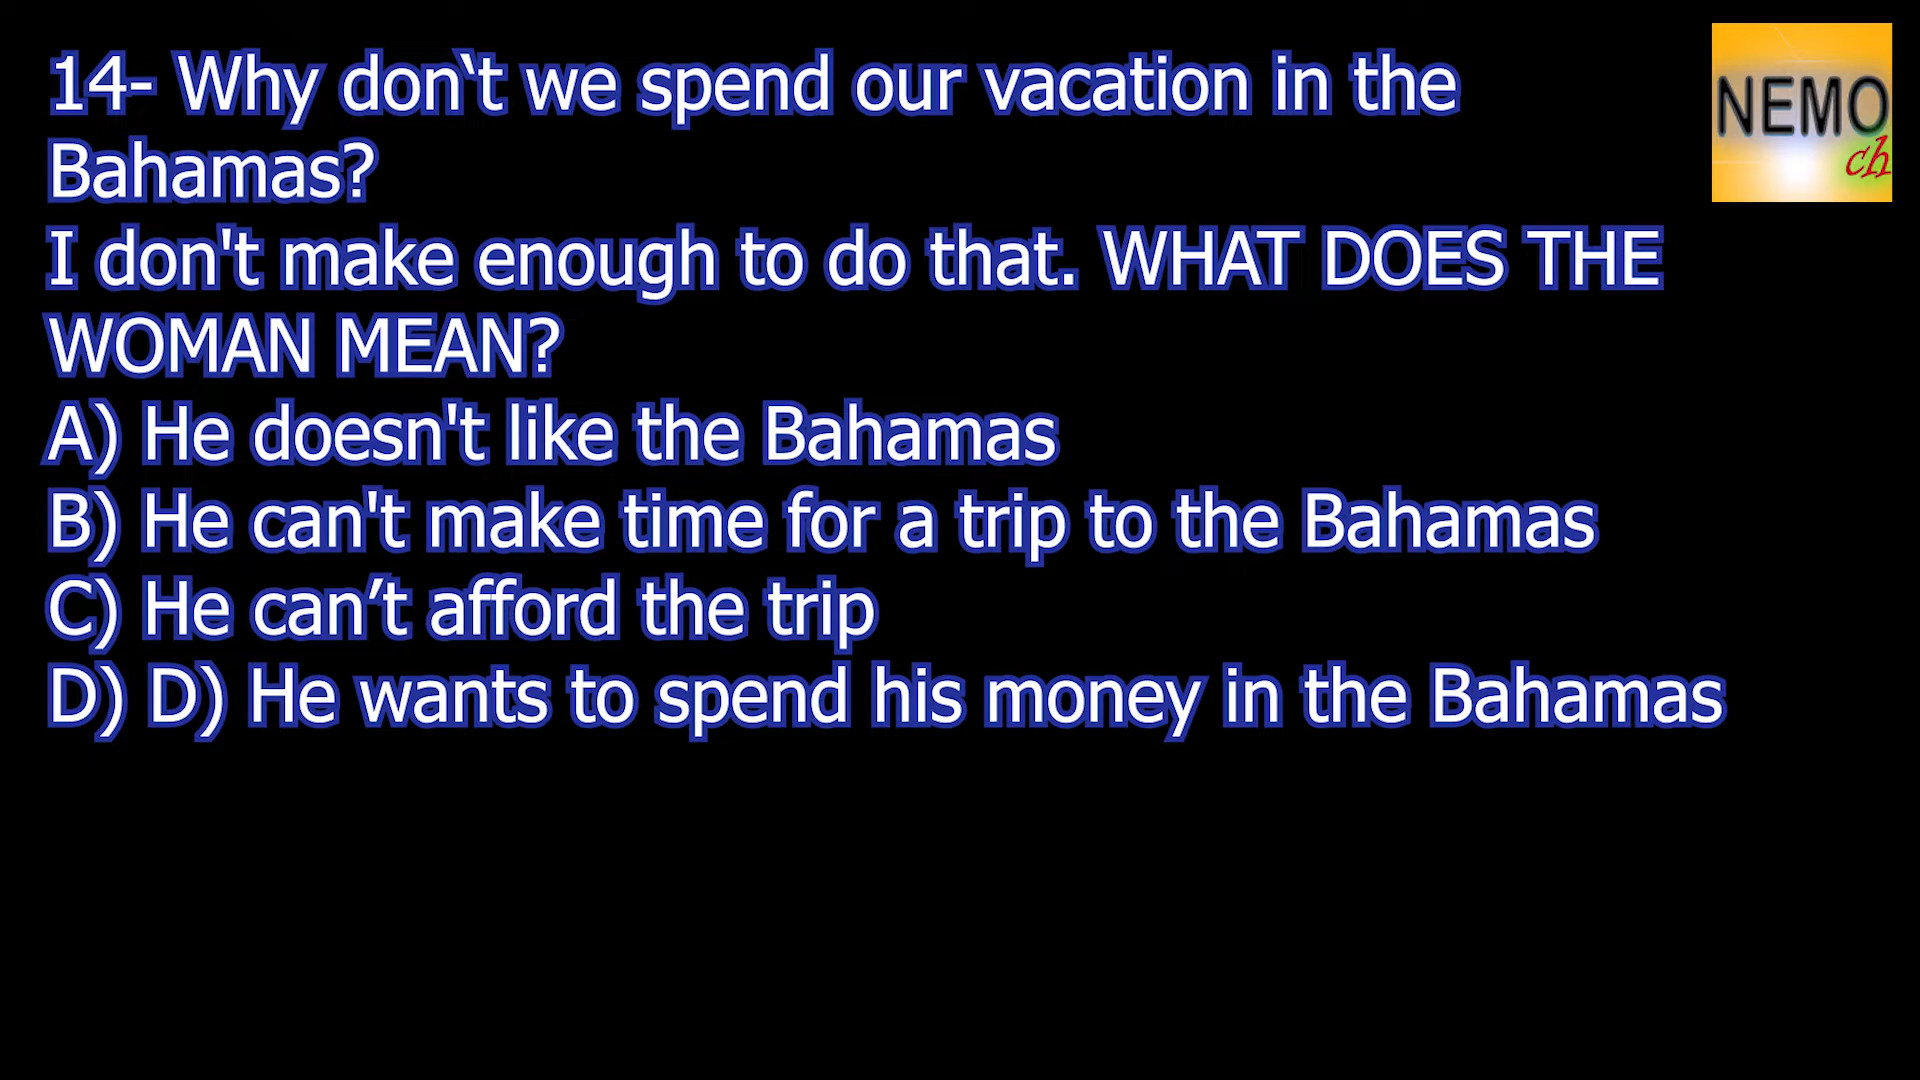 14- Why don‘t we spend our vacation in the
Bahamas?
I don't make enough to do that. WHAT DOES THE
WOMAN MEAN?
A) He doesn't like the Bahamas
B) He can't make time for a trip to the Bahamas
C) He can’t afford the trip
D) D) He wants to spend his money in the Bahamas
NEMO
ch